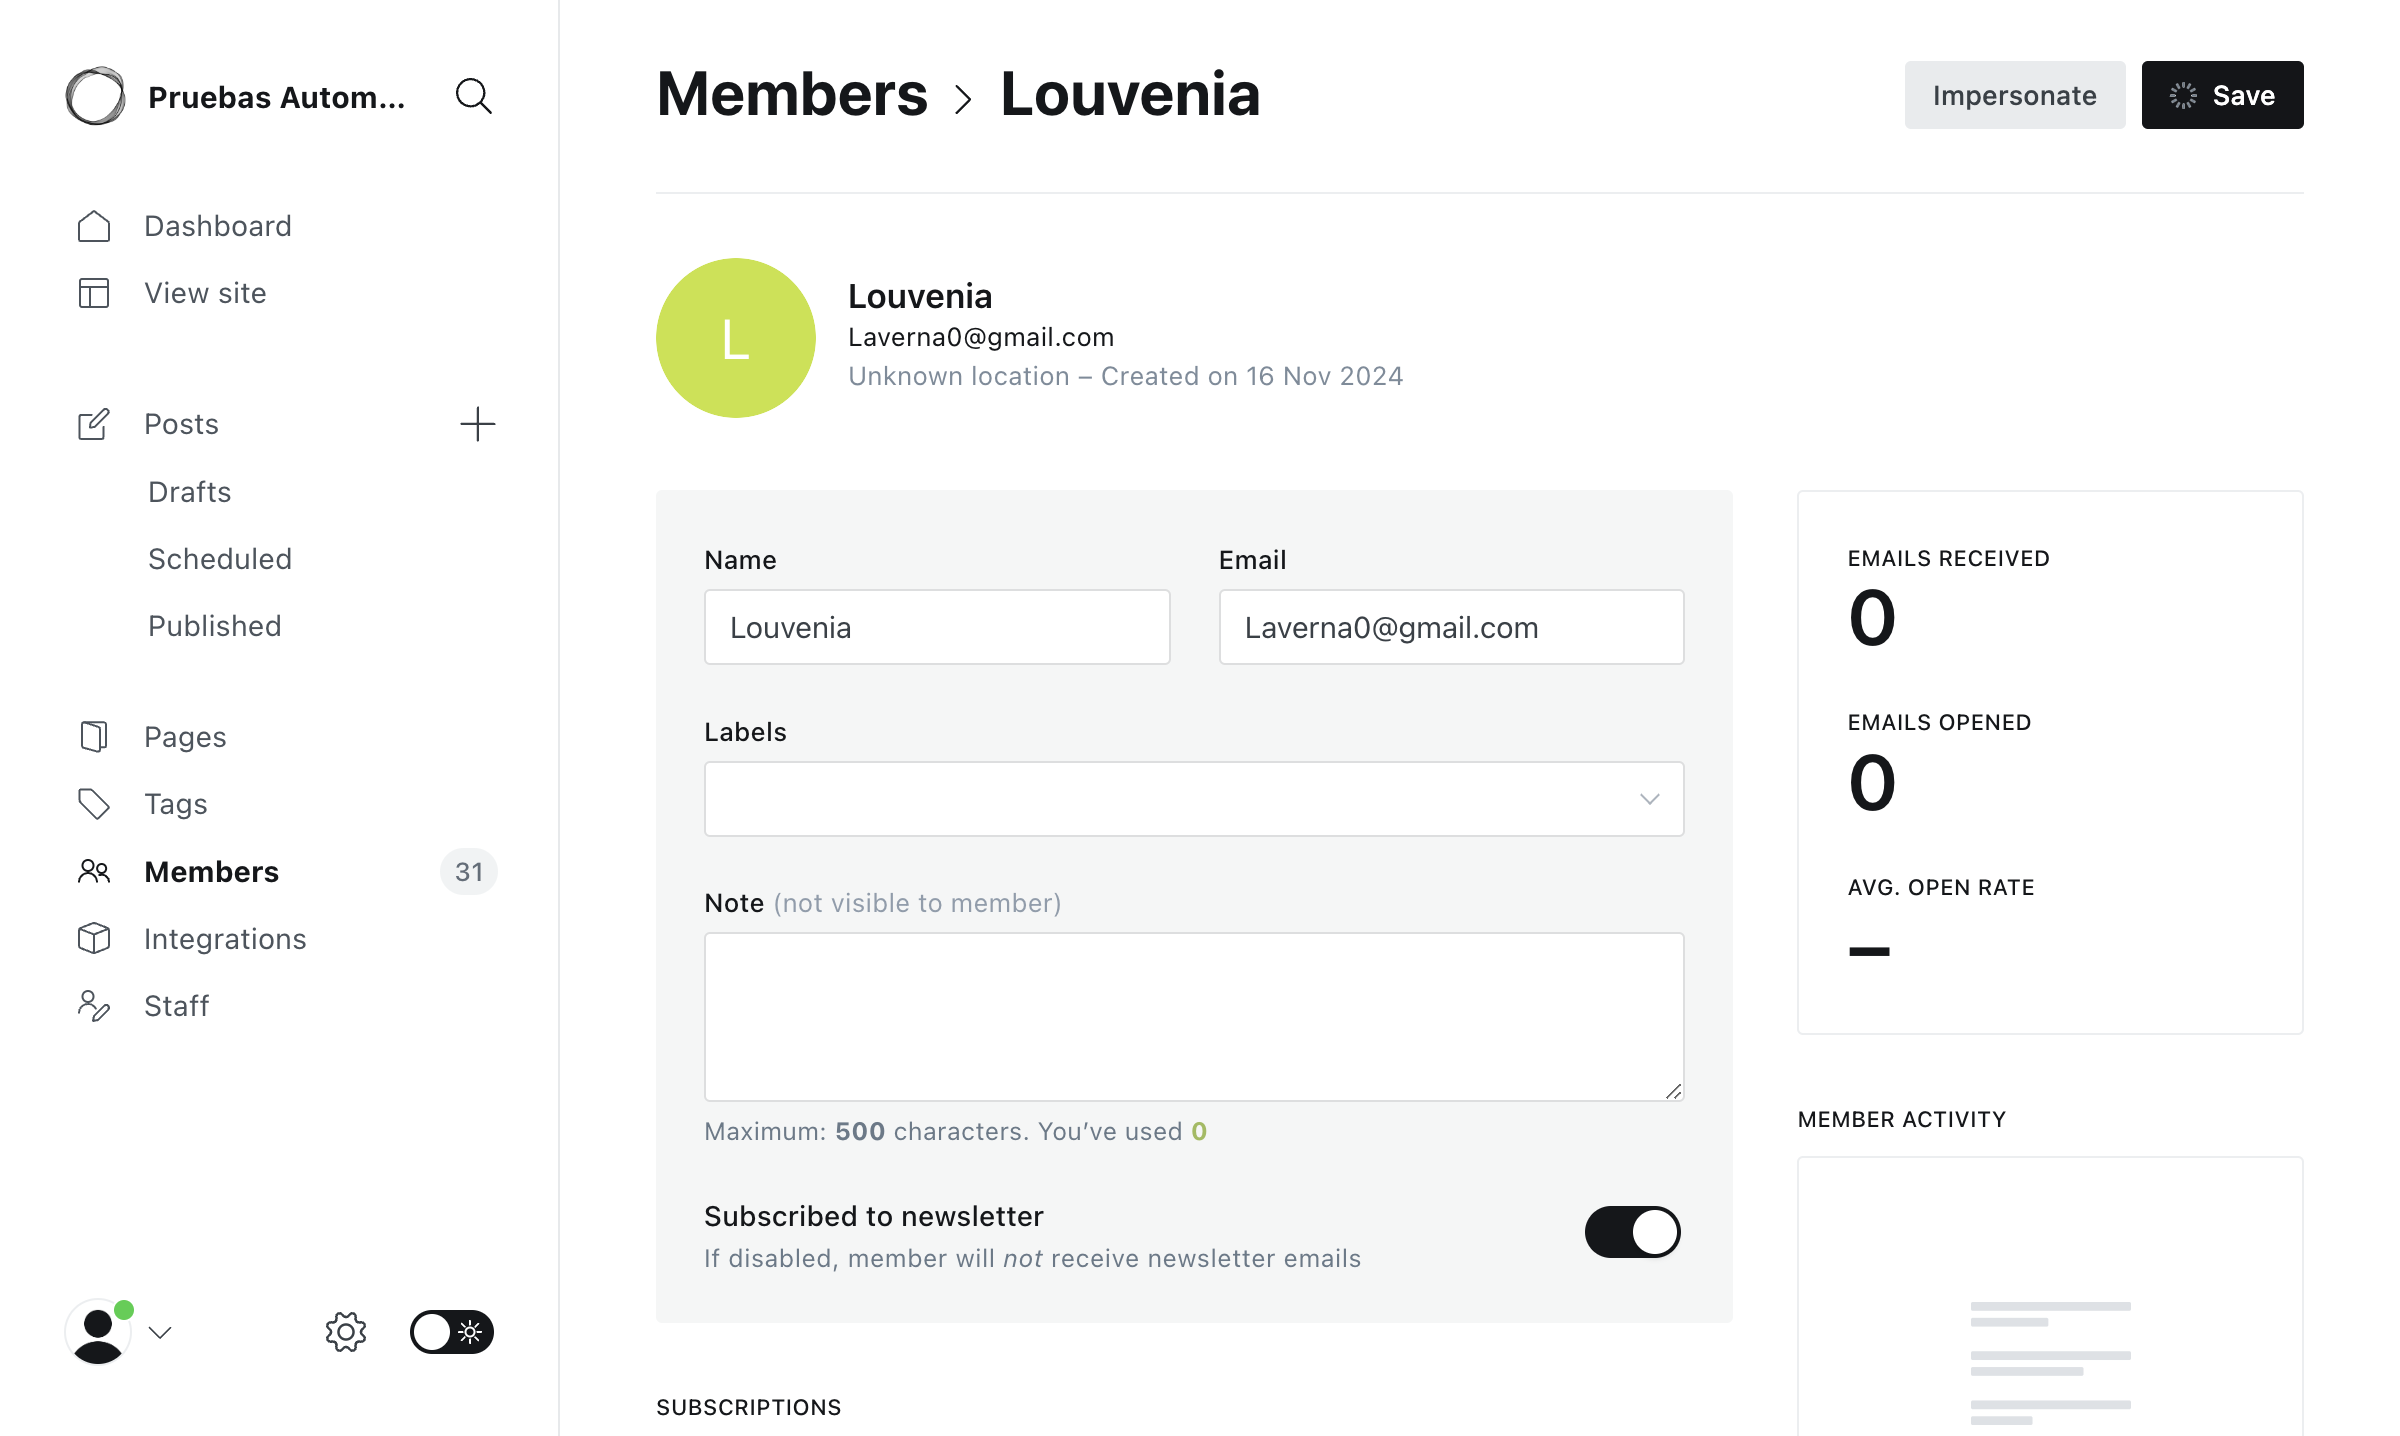 Pruebas Autom...
Dashboard
View site
Posts
Drafts
Scheduled
Published
Pages
Tags
Members 31
Integrations
Staff
Members > Louvenia
Impersonate
Save
L
Louvenia
Laverna0@gmail.com
Unknown location – Created on 16 Nov 2024
Name
Louvenia
Email
Laverna0@gmail.com
Labels
Note (not visible to member)
Maximum: 500 characters. You’ve used 0
Subscribed to newsletter
If disabled, member will not receive newsletter emails
SUBSCRIPTIONS
EMAILS RECEIVED
0
EMAILS OPENED
0
AVG. OPEN RATE
–
MEMBER ACTIVITY